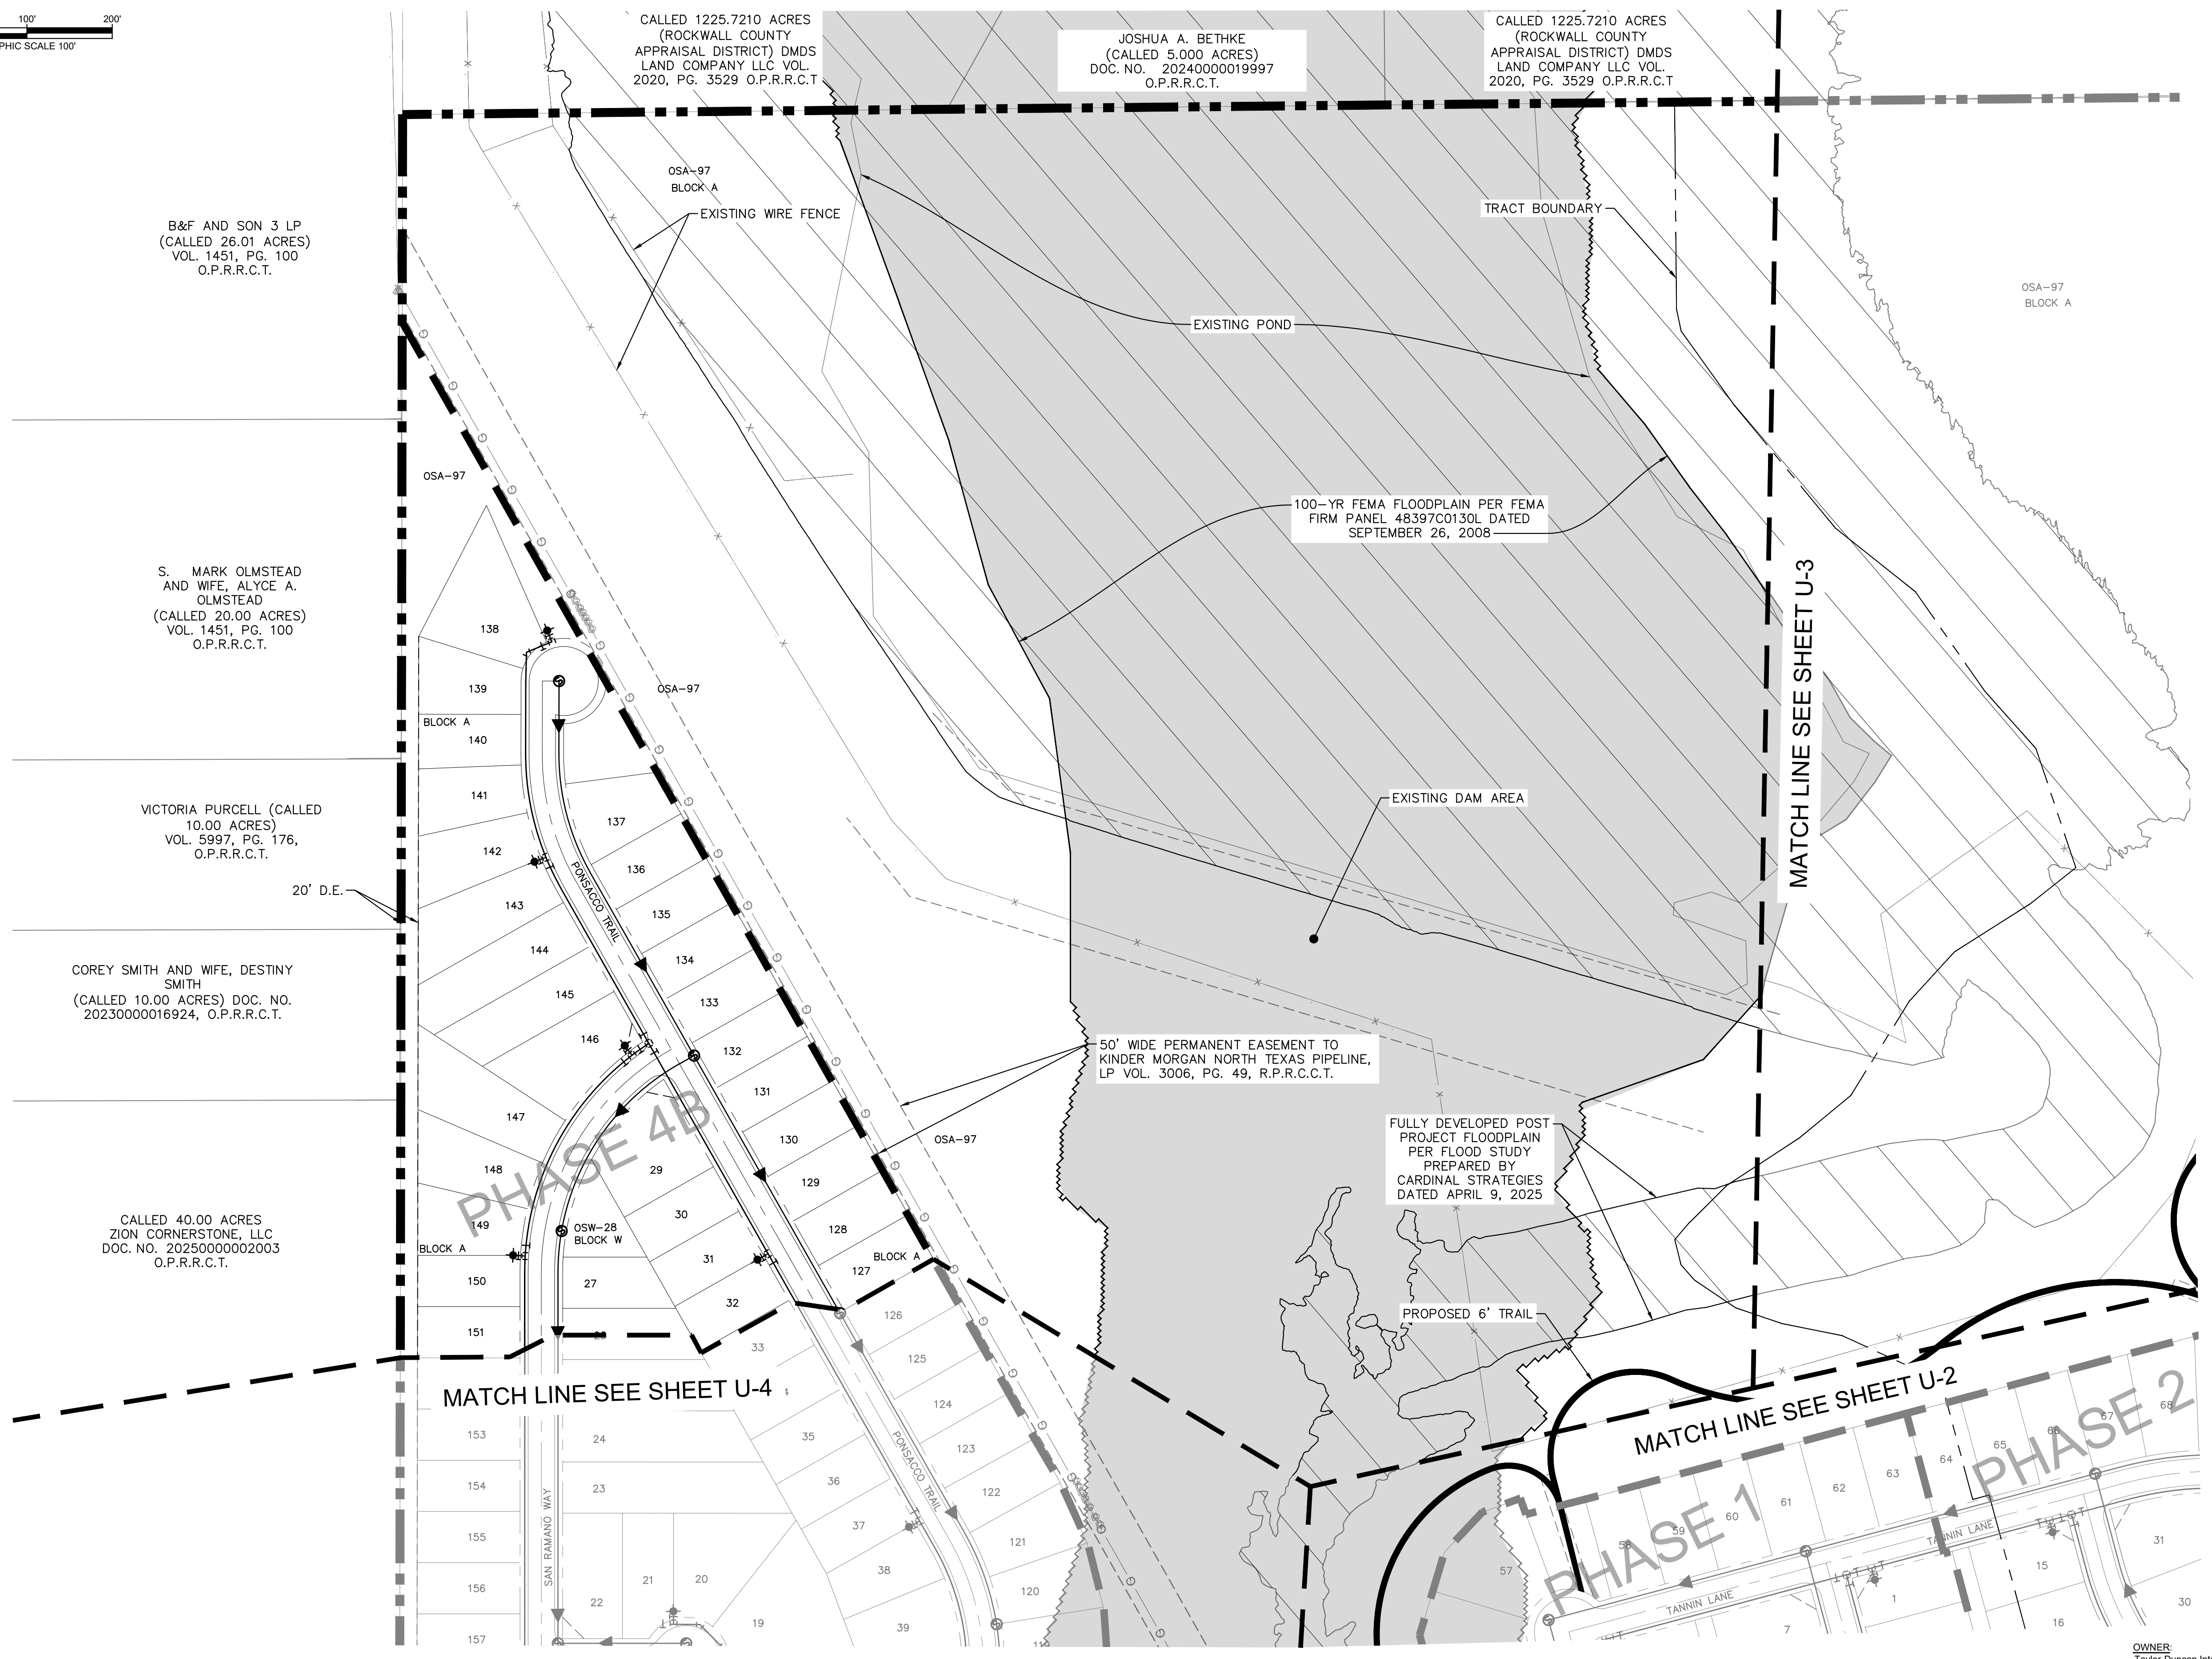 100'
200'
PHIC SCALE 100'
CALLED 1225.7210 ACRES
(ROCKWALL COUNTY
APPRAISAL DISTRICT) DMDS
LAND COMPANY LLC VOL.
2020, PG. 3529 O.P.R.R.C.T
JOSHUA A. BETHKE
(CALLED 5.000 ACRES)
DOC. NO. 20240000019997
O.P.R.R.C.T.
CALLED 1225.7210 ACRES
(ROCKWALL COUNTY
APPRAISAL DISTRICT) DMDS
LAND COMPANY LLC VOL.
2020, PG. 3529 O.P.R.R.C.T
OSA-97
BLOCK A
EXISTING WIRE FENCE
TRACT BOUNDARY
B&F AND SON 3 LP
(CALLED 26.01 ACRES)
VOL. 1451, PG. 100
O.P.R.R.C.T.
OSA-97
BLOCK A
EXISTING POND
OSA-97
100-YR FEMA FLOODPLAIN PER FEMA
FIRM PANEL 48397C0130L DATED
SEPTEMBER 26, 2008
S. MARK OLMSTEAD
AND WIFE, ALYCE A.
OLMSTEAD
(CALLED 20.00 ACRES)
VOL. 1451, PG. 100
O.P.R.R.C.T.
MATCH LINE SEE SHEET U-3
138
139
OSA-97
BLOCK A
140
141
137
EXISTING DAM AREA
VICTORIA PURCELL (CALLED
10.00 ACRES)
VOL. 5997, PG. 176,
O.P.R.R.C.T.
142
136
PONSACCO TRAIL
20' D.E.
143
135
144
134
COREY SMITH AND WIFE, DESTINY
SMITH
(CALLED 10.00 ACRES) DOC. NO.
20230000016924, O.P.R.R.C.T.
145
133
146
132
50' WIDE PERMANENT EASEMENT TO
KINDER MORGAN NORTH TEXAS PIPELINE,
LP VOL. 3006, PG. 49, R.P.R.C.C.T.
131
147
PHASE 4B
130
OSA-97
FULLY DEVELOPED POST
PROJECT FLOODPLAIN
PER FLOOD STUDY
PREPARED BY
CARDINAL STRATEGIES
DATED APRIL 9, 2025
148
29
129
149
30
OSW-28
BLOCK W
128
CALLED 40.00 ACRES
ZION CORNERSTONE, LLC
DOC. NO. 20250000002003
O.P.R.R.C.T.
BLOCK A
31
BLOCK A
127
150
27
32
PROPOSED 6' TRAIL
126
151
33
125
MATCH LINE SEE SHEET U-4
MATCH LINE SEE SHEET U-2
124
153
24
35
123
PONSACCO TRAIL
154
23
36
122
SAN RAMANO WAY
155
37
121
156
22
21
20
38
120
157
19
39
57
58
59
60
61
62
63
64
65
66
67
68
PHASE 1
PHASE 2
TANNIN LANE
TANNIN LANE
7
1
15
16
31
30
OWNER: